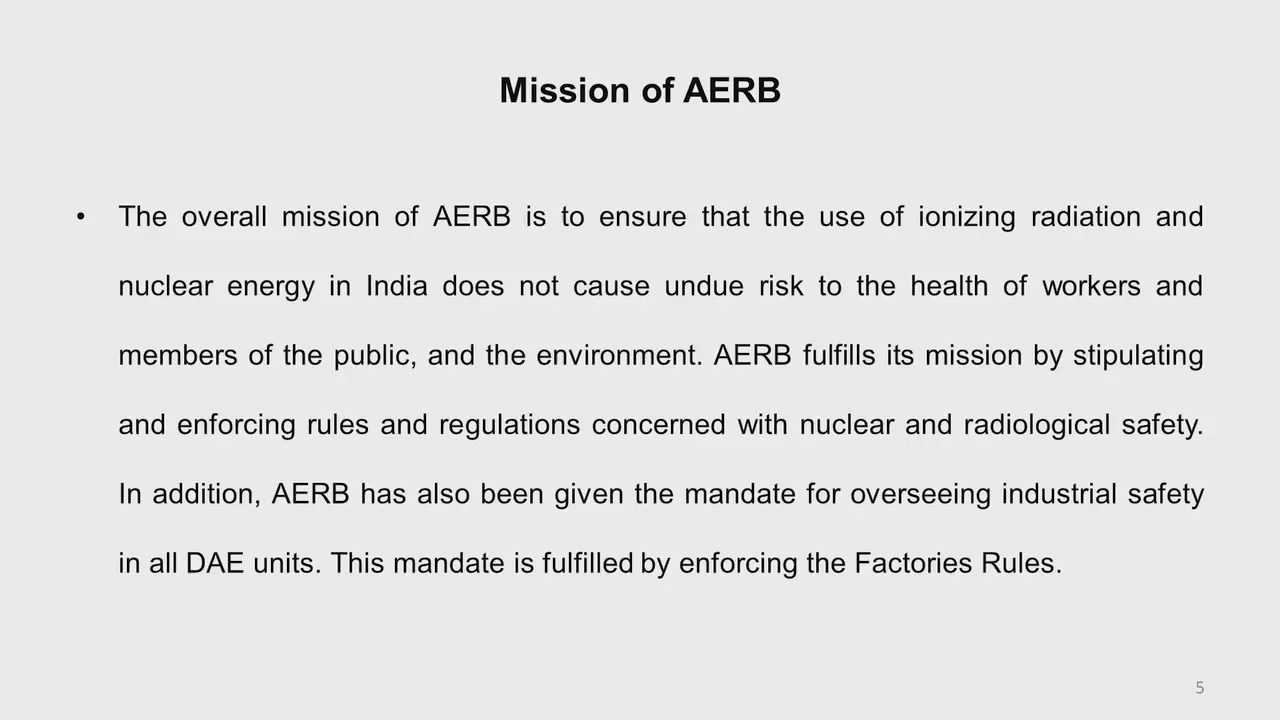 Mission of AERB
• The overall mission of AERB is to ensure that the use of ionizing radiation and
nuclear energy in India does not cause undue risk to the health of workers and
members of the public, and the environment. AERB fulfills its mission by stipulating
and enforcing rules and regulations concerned with nuclear and radiological safety.
In addition, AERB has also been given the mandate for overseeing industrial safety
in all DAE units. This mandate is fulfilled by enforcing the Factories Rules.
5